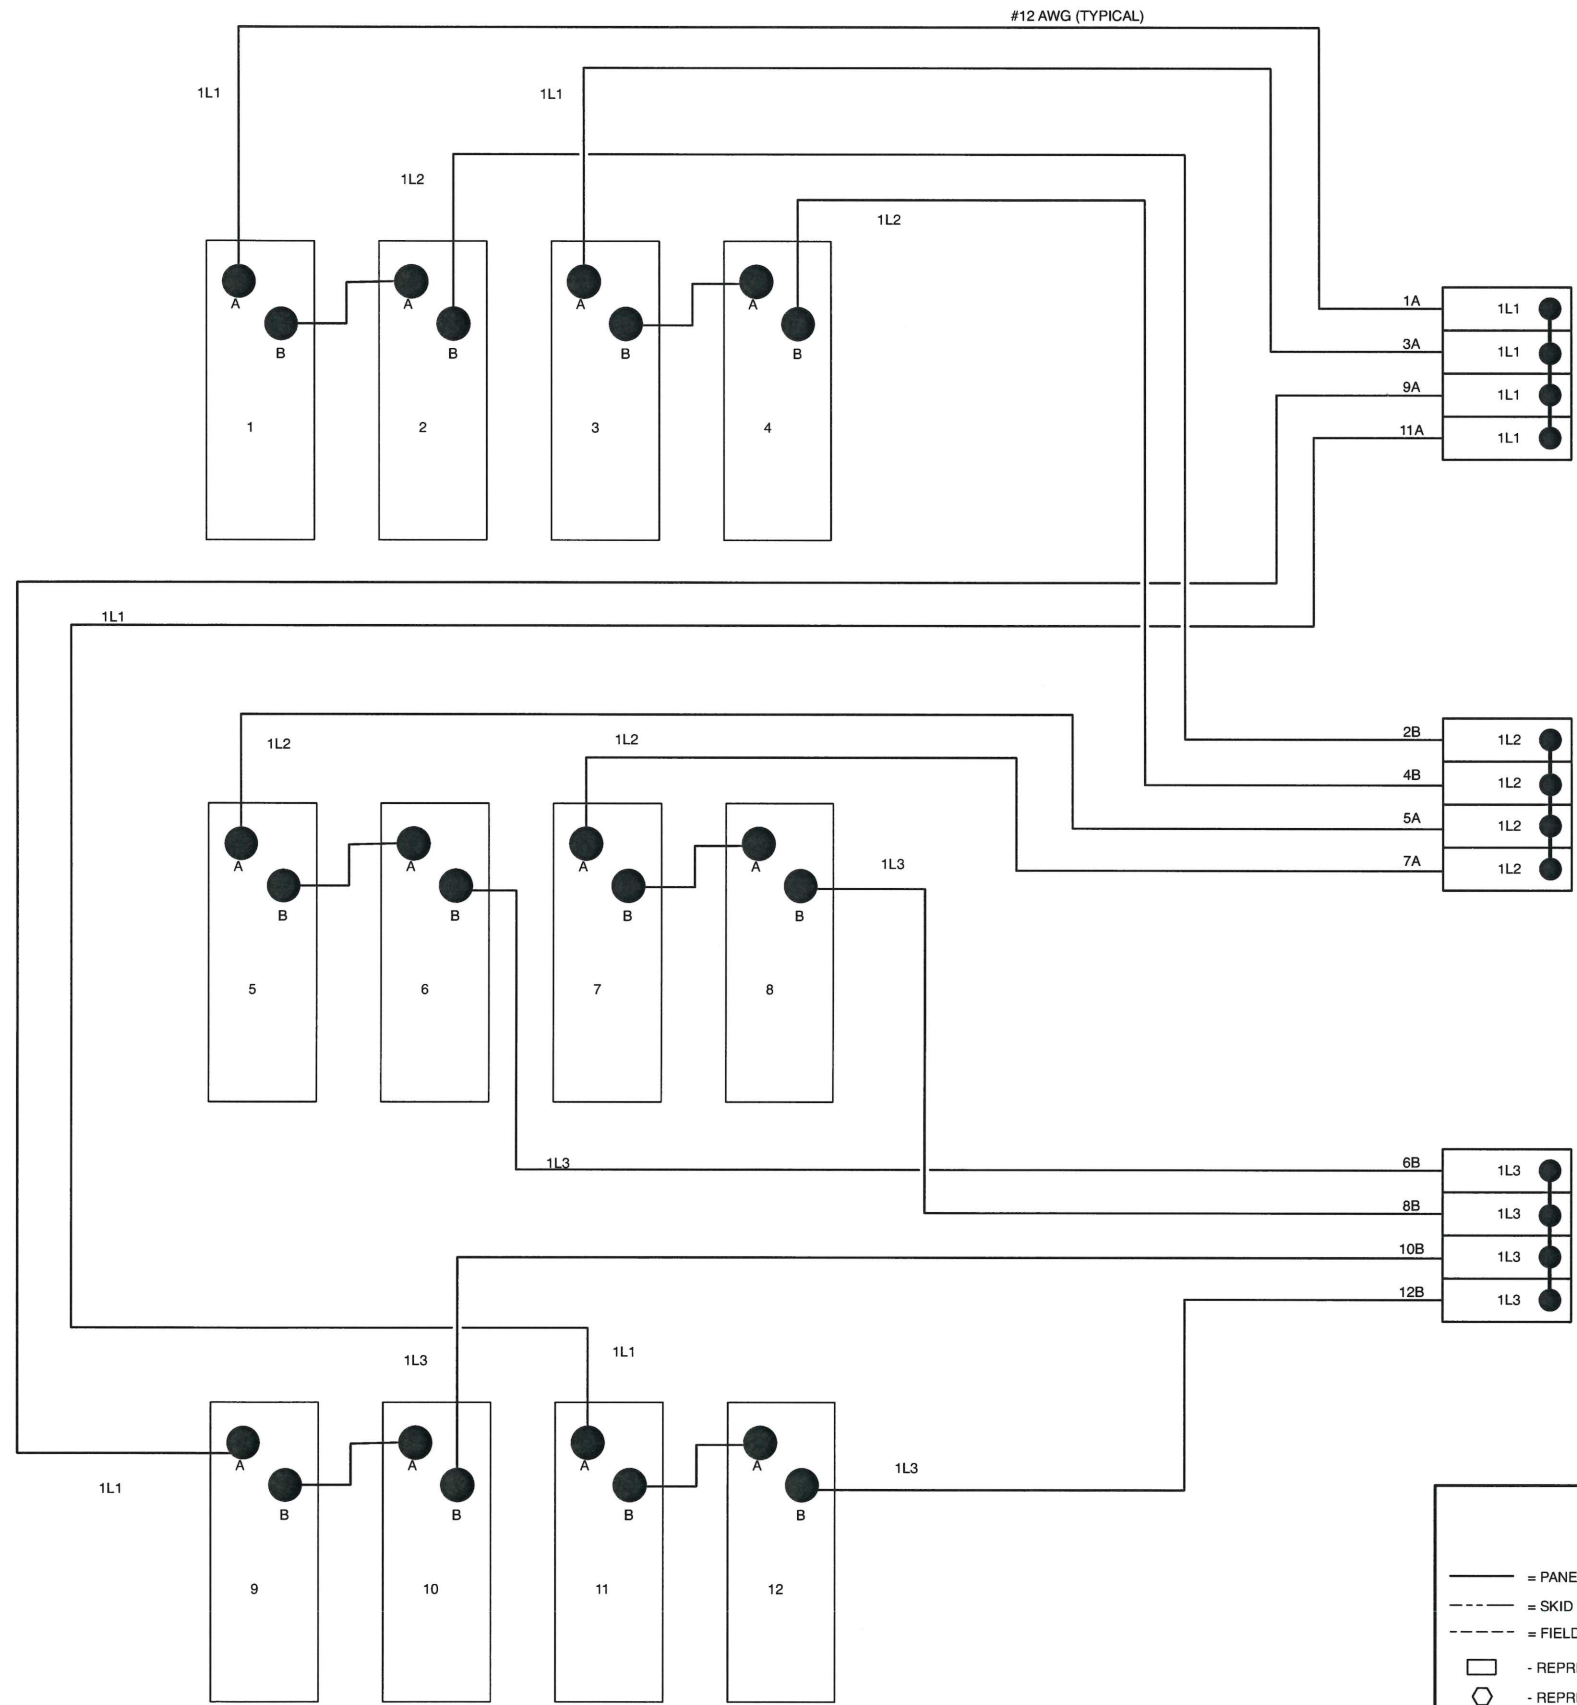 #12 AWG (TYPICAL)
1L1
1L1
1L2
1L2
A
A
A
A
B
B
B
B
1
2
3
4
1A
1L1
3A
1L1
9A
1L1
11A
1L1
1L1
1L2
1L2
2B
1L2
4B
1L2
5A
1L2
7A
1L2
A
A
A
A
1L3
B
B
B
B
5
6
7
8
1L3
6B
1L3
8B
1L3
10B
1L3
12B
1L3
1L3
1L1
A
A
A
A
1L3
1L1
B
B
B
B
9
10
11
12
= PANE
= SKID
= FIELD
- REPR
- REPR